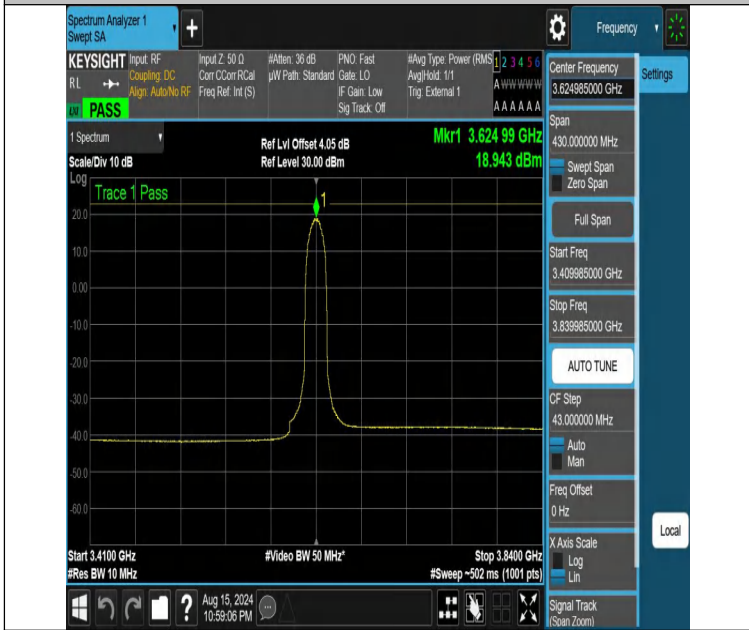 Spectrum Analyzer 1
Swept SA
Frequency
KEYSIGHT
RL
LXI
PASS
Input: RF
Coupling: DC
Align: Auto/No RF
Input Z: 50 Ω
Corr CCorr RCal
Freq Ref: Int (S)
#Atten: 36 dB
µW Path: Standard
PNO: Fast
Gate: LO
IF Gain: Low
Sig Track: Off
#Avg Type: Power (RMS
Avg|Hold: 1/1
Trig: External 1
1 2 3 4 5 6
A W W W W W
A A A A A A
1 Spectrum
Scale/Div 10 dB
Ref Lvl Offset 4.05 dB
Ref Level 30.00 dBm
Mkr1 3.624 99 GHz
18.943 dBm
Log
Trace 1 Pass
1
20.0
10.0
0.00
-10.0
-20.0
-30.0
-40.0
-50.0
-60.0
Start 3.4100 GHz
#Res BW 10 MHz
#Video BW 50 MHz*
Stop 3.8400 GHz
#Sweep ~502 ms (1001 pts)
Center Frequency
3.624985000 GHz
Settings
Span
430.000000 MHz
Swept Span
Zero Span
Full Span
Start Freq
3.409985000 GHz
Stop Freq
3.839985000 GHz
AUTO TUNE
CF Step
43.000000 MHz
Auto
Man
Freq Offset
0 Hz
X Axis Scale
Log
Lin
Local
Signal Track
(Span Zoom)
?
Aug 15, 2024
10:59:06 PM